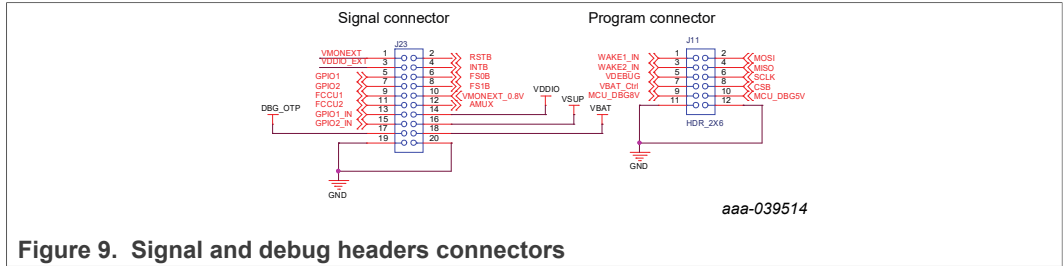 Signal connector
Program connector
J23
J11
VMONEXT 1 2 RSTB
VDDIO_EXT 3 4 INTB
GPIO1 5 6 FS0B
GPIO2 7 8 FS1B
FCCU1 9 10 VMONEXT_0.8V
FCCU2 11 12 AMUX
GPIO1_IN 13 14
GPIO2_IN 15 16
17 18
19 20
DBG_OTP
VDDIO
VSUP
VBAT
GND
WAKE1_IN 1 2 MOSI
WAKE2_IN 3 4 MISO
VDEBUG 5 6 SCLK
VBAT_Ctrl 7 8 CSB
MCU_DBG8V 9 10 MCU_DBG5V
11 12
HDR_2X6
GND
aaa-039514
Figure 9. Signal and debug headers connectors